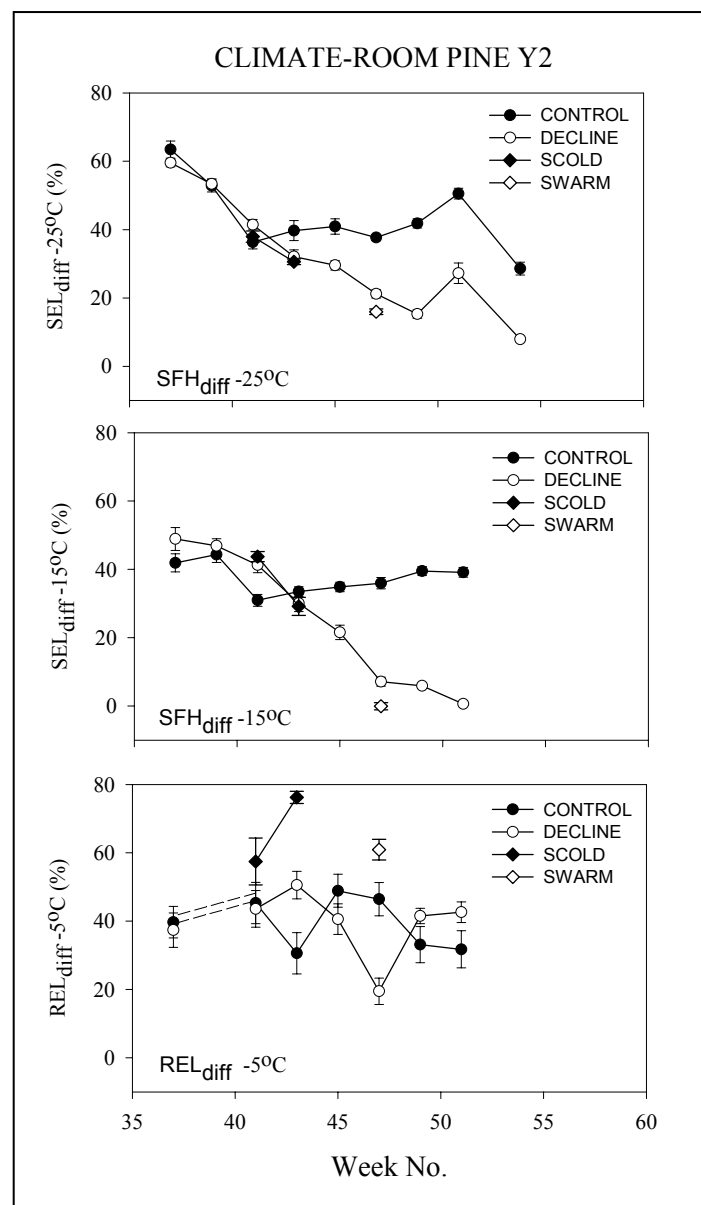 CLIMATE-ROOM PINE Y2
80
60
40
20
0
SELdiff -25ºC (%)
CONTROL
DECLINE
SCOLD
SWARM
SFHdiff -25ºC
80
60
40
20
0
SELdiff -15ºC (%)
CONTROL
DECLINE
SCOLD
SWARM
SFHdiff -15ºC
80
60
40
20
0
RELdiff -5ºC (%)
CONTROL
DECLINE
SCOLD
SWARM
RELdiff -5ºC
35 40 45 50 55 60
Week No.